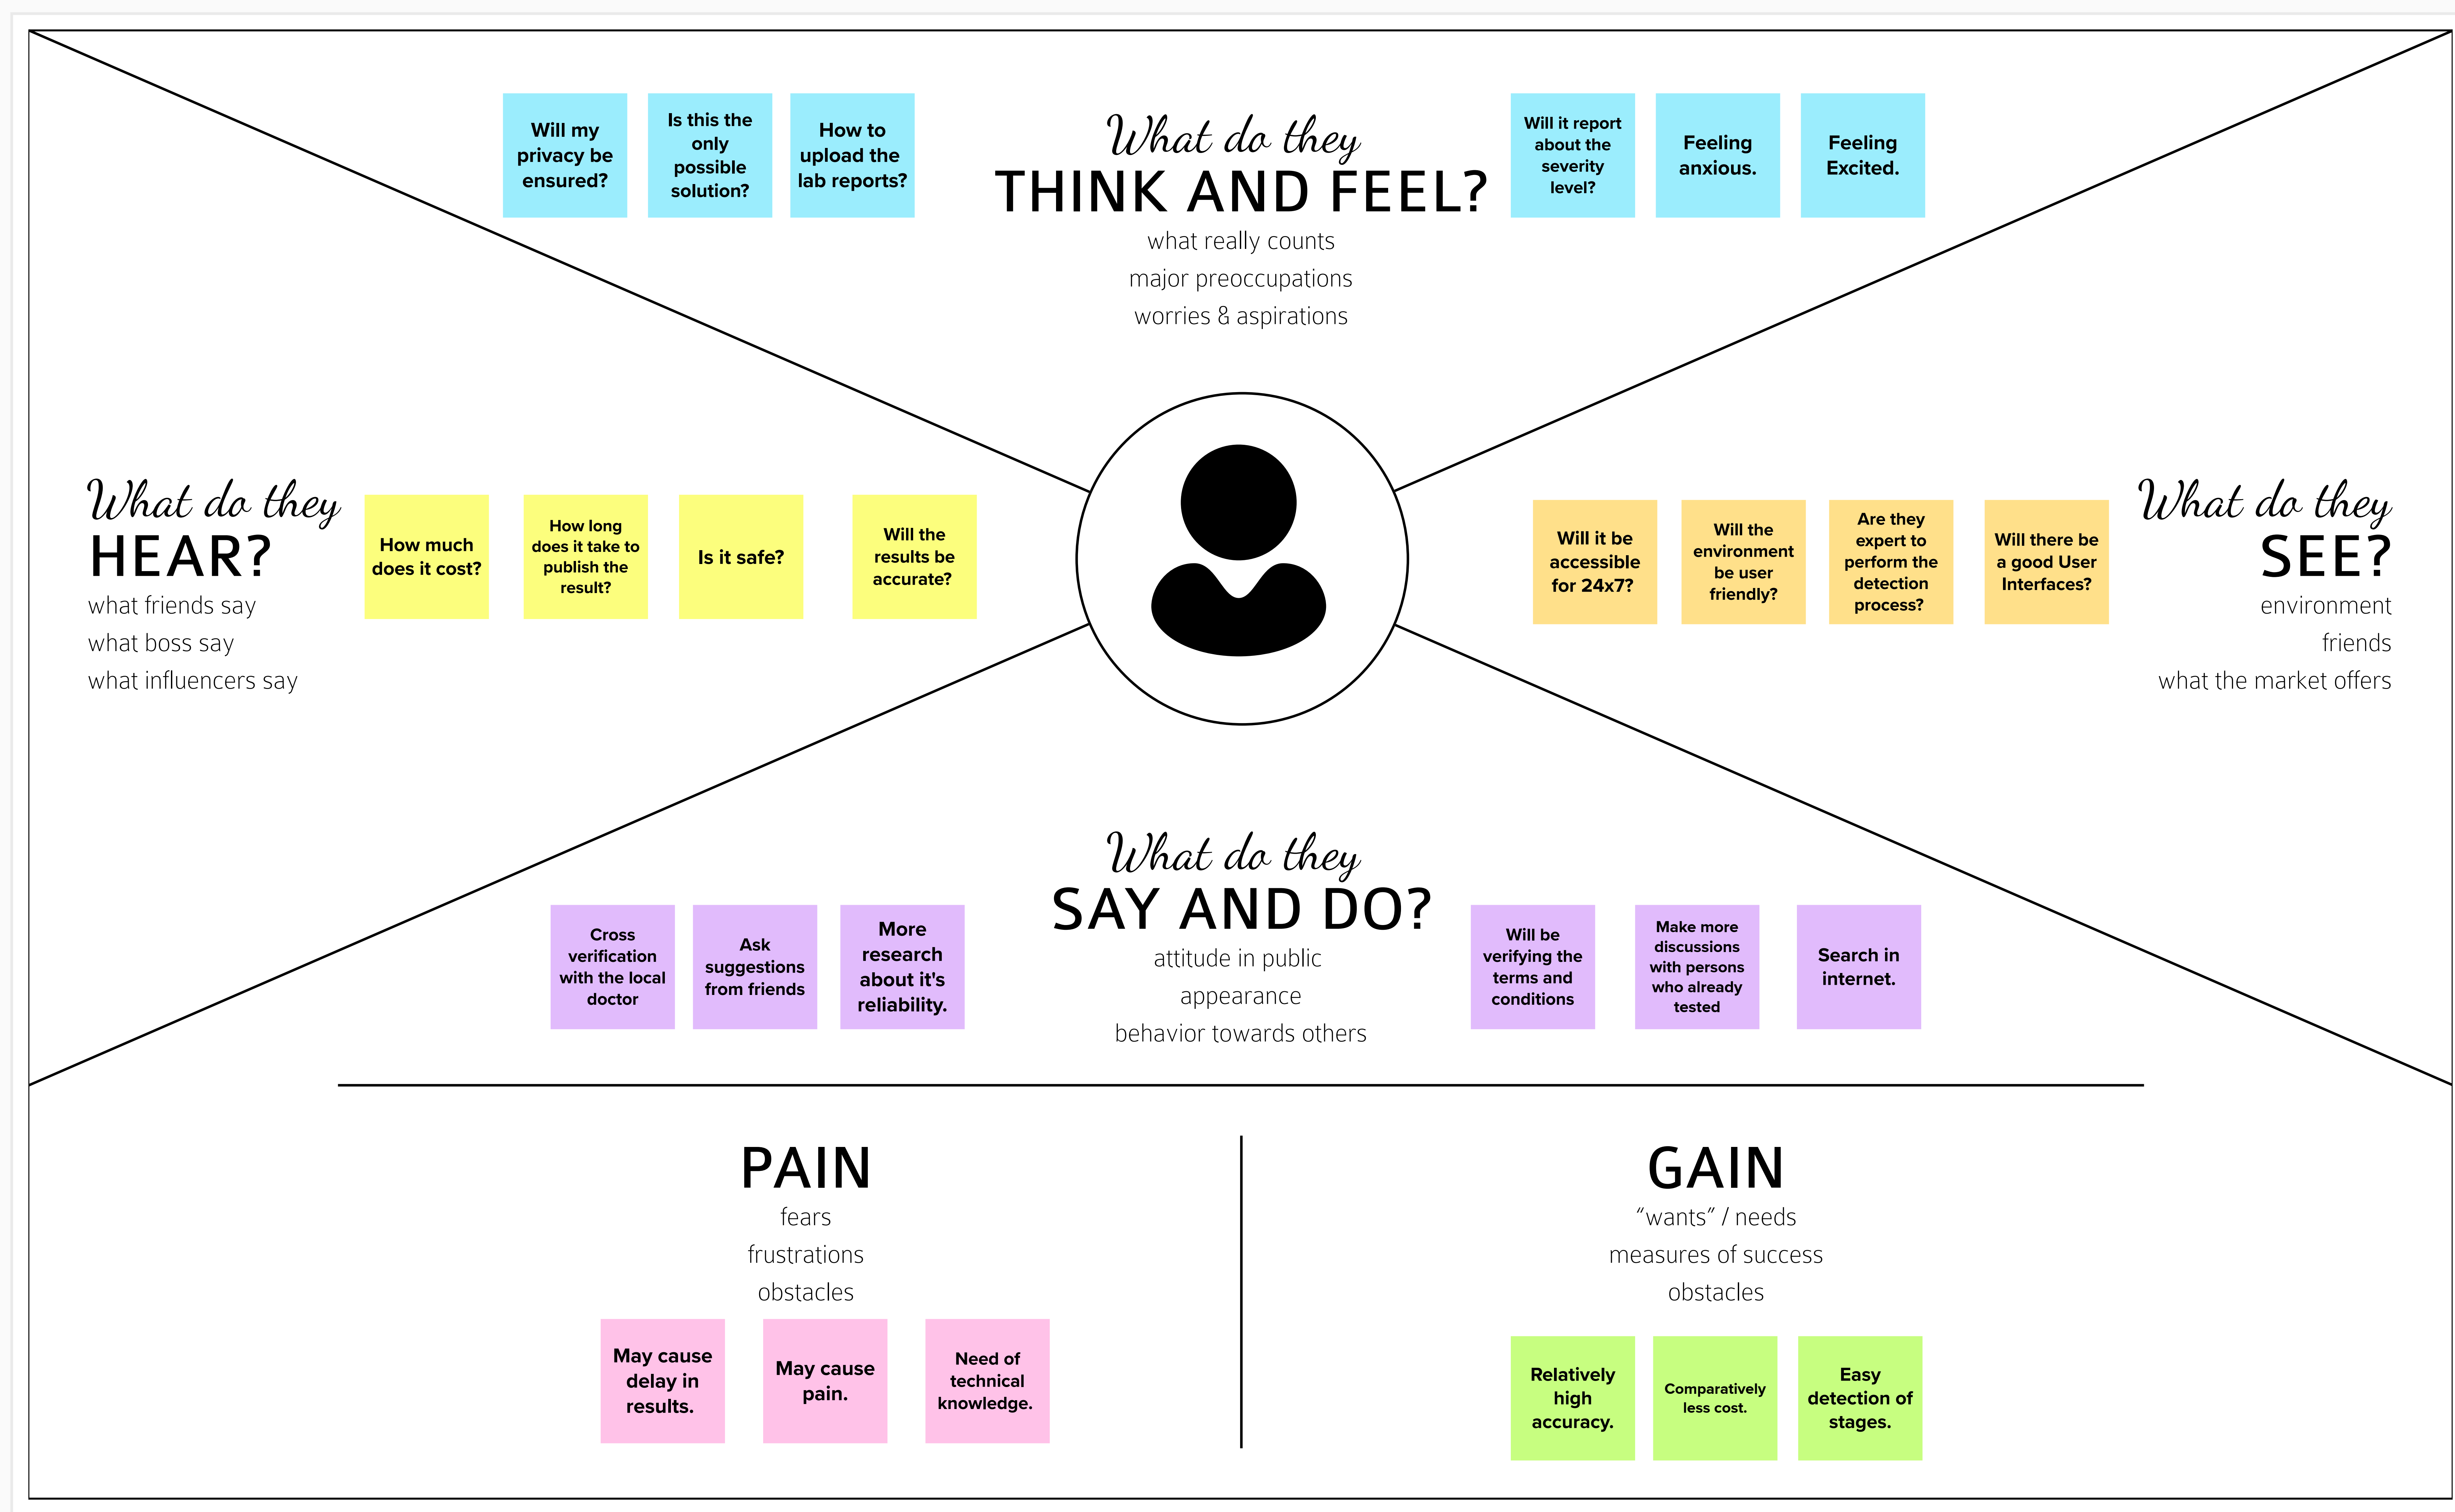 Will my
privacy be
ensured?
Is this the
only
possible
solution?
How to
upload the
lab reports?
What do they
THINK AND FEEL?
what really counts
major preoccupations
worries & aspirations
Will it report
about the
severity
level?
Feeling
anxious.
Feeling
Excited.
What do they
HEAR?
what friends say
what boss say
what influencers say
How much
does it cost?
How long
does it take to
publish the
result?
Is it safe?
Will the
results be
accurate?
Will it be
accessible
for 24x7?
Will the
environment
be user
friendly?
Are they
expert to
perform the
detection
process?
Will there be
a good User
Interfaces?
What do they
SEE?
environment
friends
what the market offers
What do they
SAY AND DO?
attitude in public
appearance
behavior towards others
Cross
verification
with the local
doctor
Ask
suggestions
from friends
More
research
about it's
reliability.
Will be
verifying the
terms and
conditions
Make more
discussions
with persons
who already
tested
Search in
internet.
PAIN
fears
frustrations
obstacles
May cause
delay in
results.
May cause
pain.
Need of
technical
knowledge.
GAIN
“wants” / needs
measures of success
obstacles
Relatively
high
accuracy.
Comparatively
less cost.
Easy
detection of
stages.